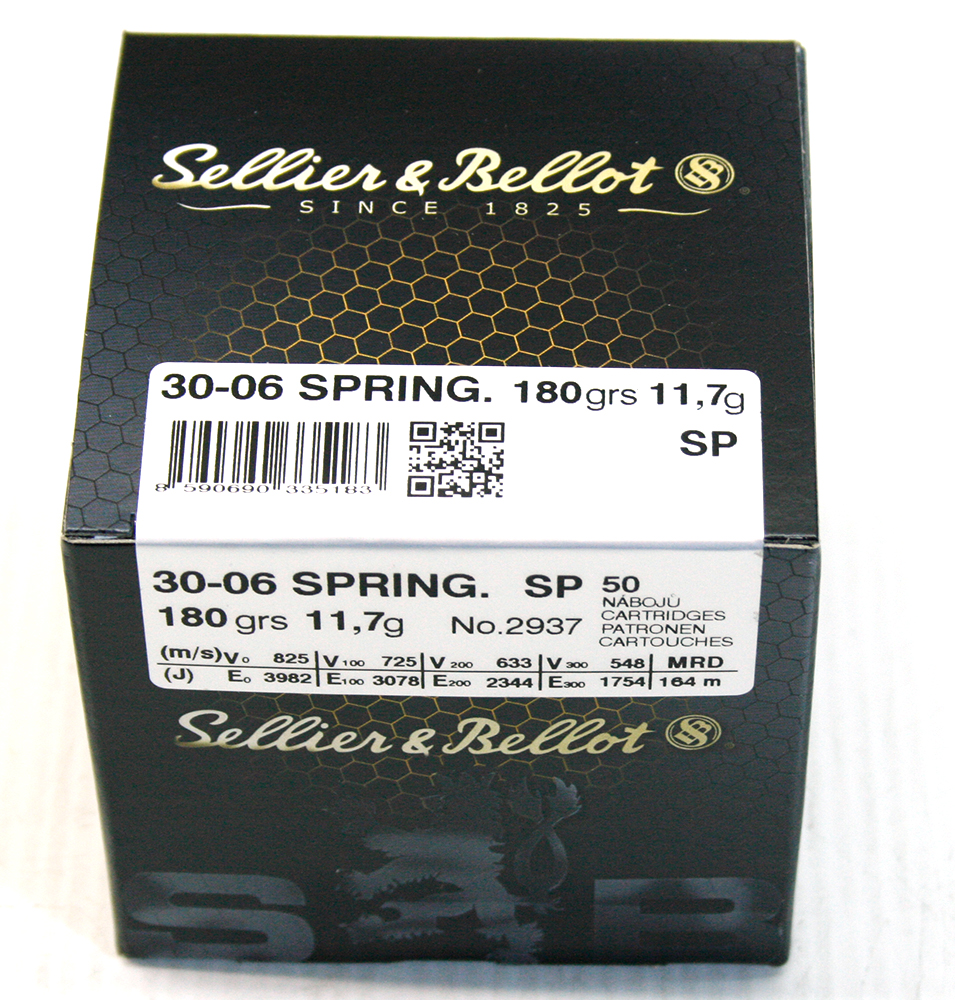 Sellier & Bellot
SINCE 1825
30-06 SPRING. 180grs 11,7g
SP
8 590690 335183
30-06 SPRING. SP 50
NÁBOJŮ
180 grs 11,7g No.2937 CARTRIDGES
PATRONEN
CARTOUCHES
(m/s) V0 825 V100 725 V200 633 V300 548 MRD
(J) E0 3982 E100 3078 E200 2344 E300 1754 164 m
Sellier & Bellot
S P